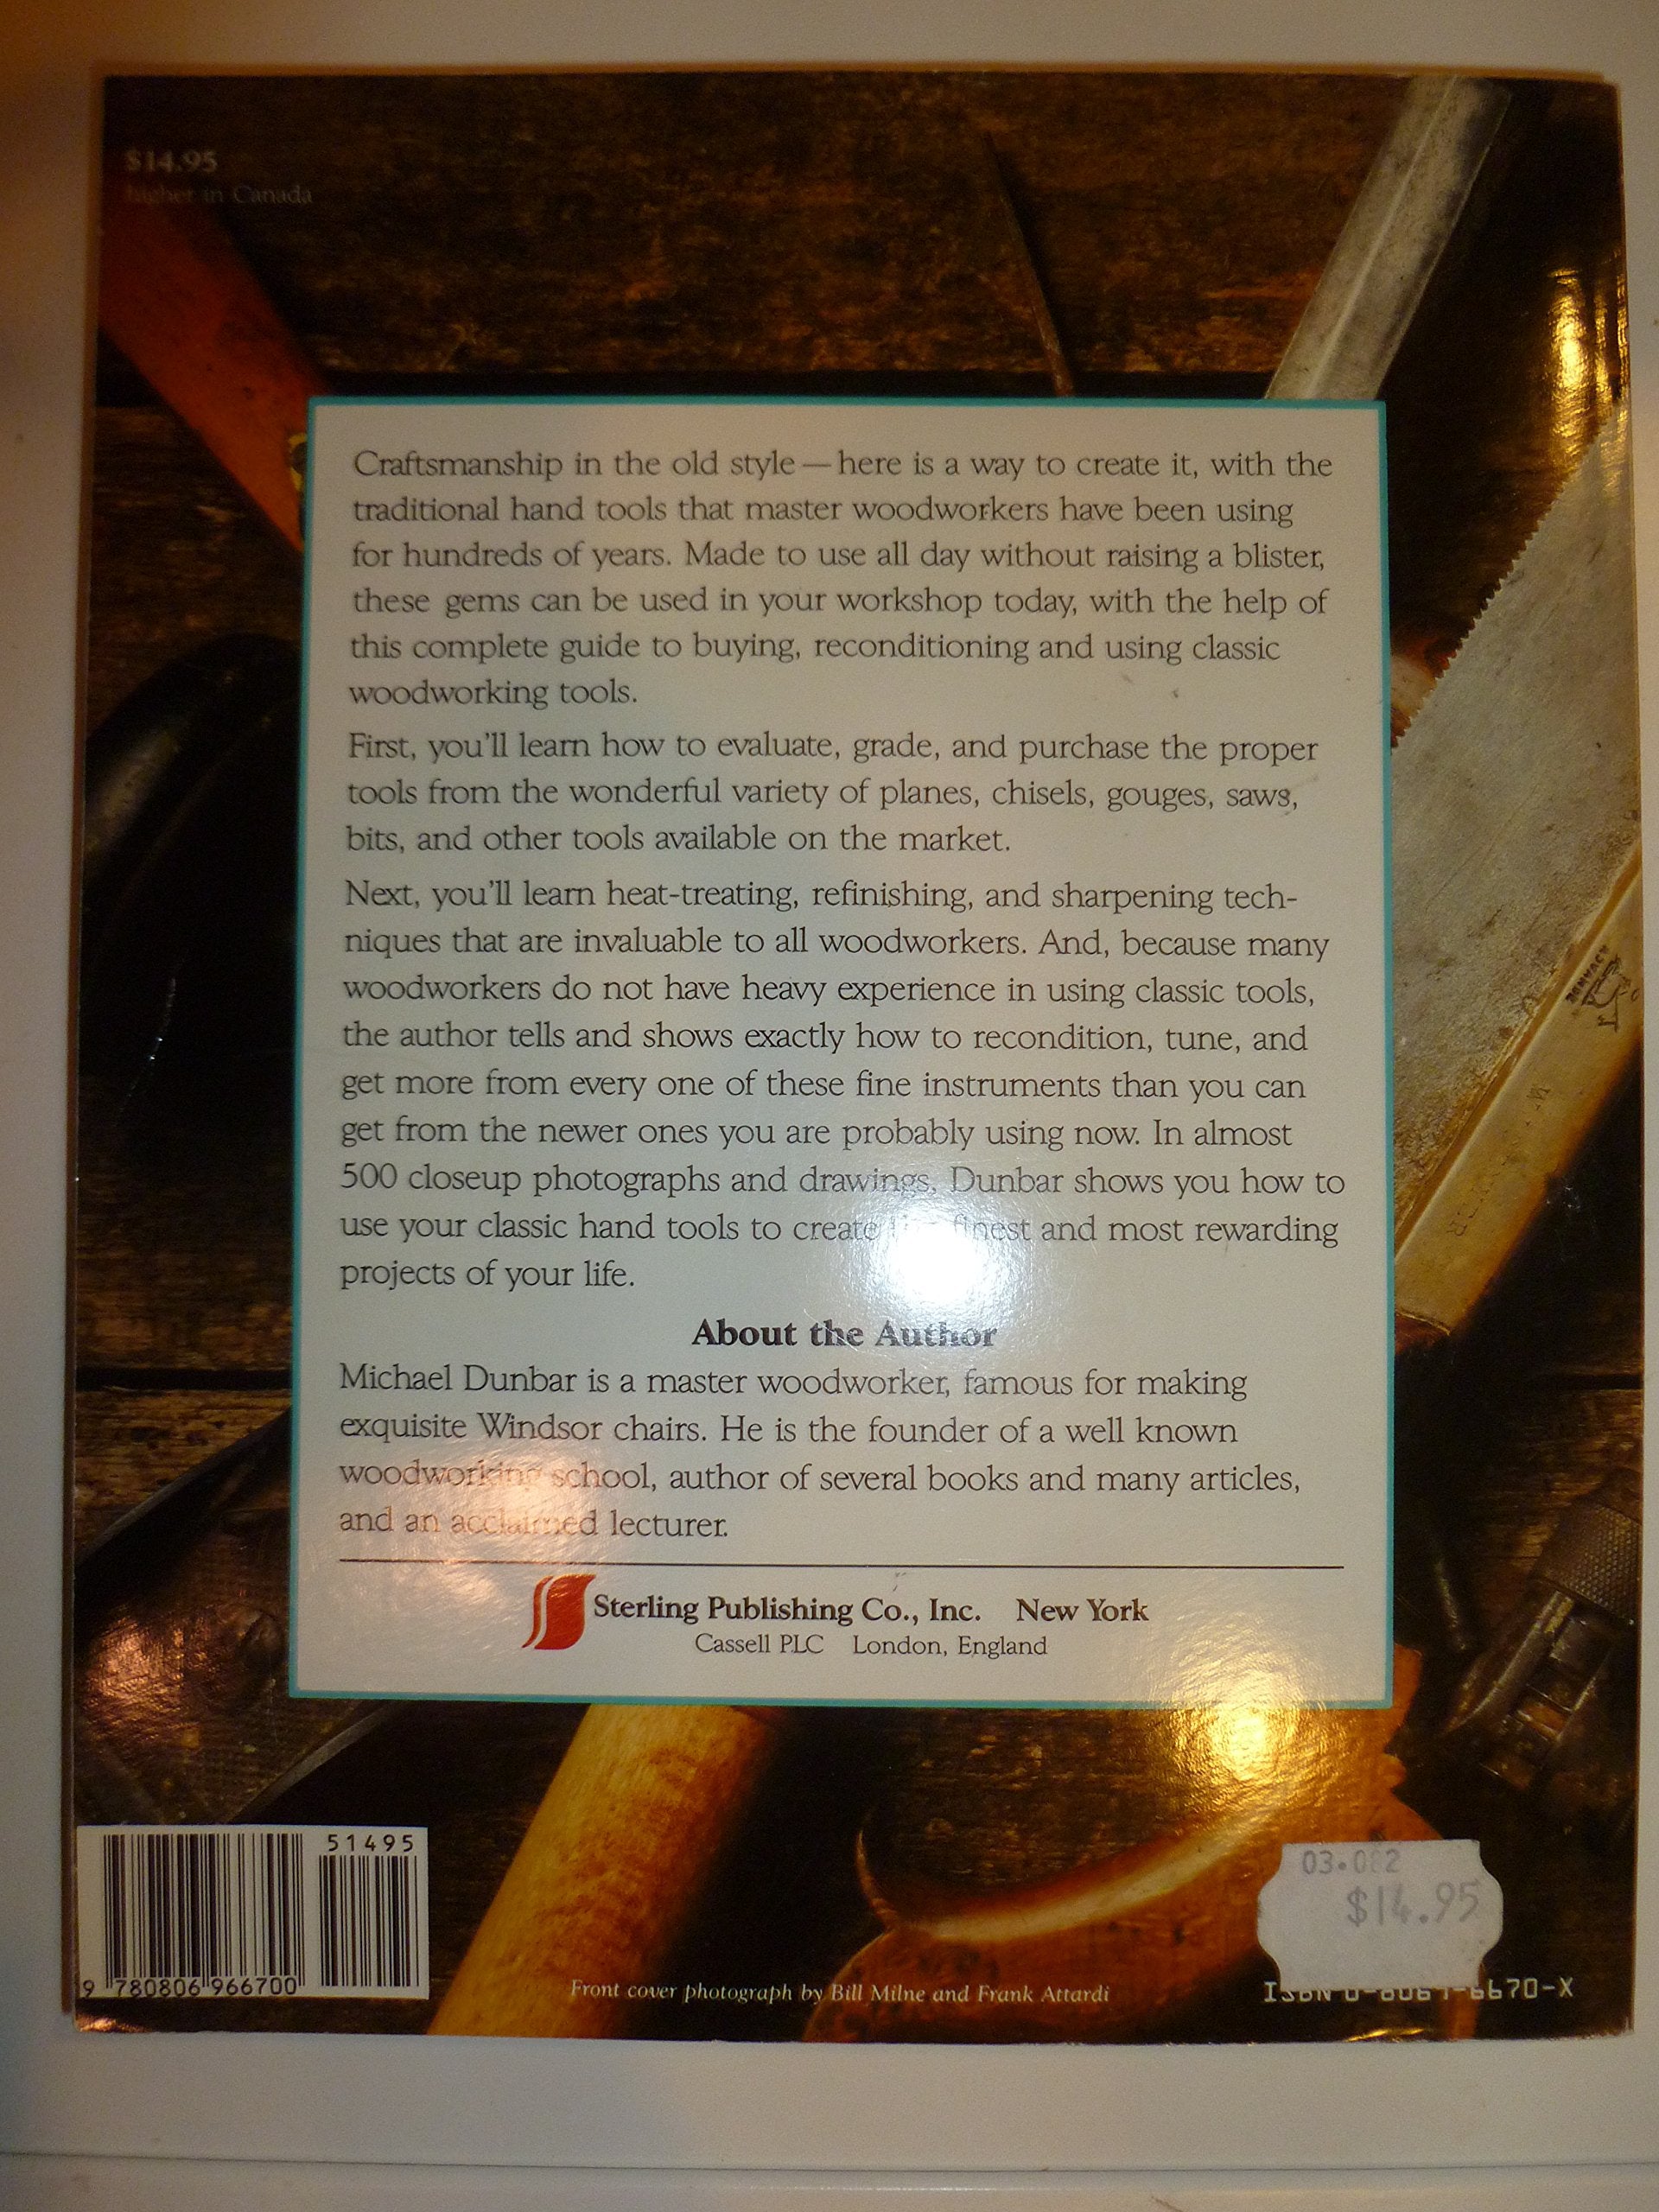 $14.95
higher in Canada
Craftsmanship in the old style — here is a way to create it, with the
traditional hand tools that master woodworkers have been using
for hundreds of years. Made to use all day without raising a blister,
these gems can be used in your workshop today, with the help of
this complete guide to buying, reconditioning and using classic
woodworking tools.
First, you'll learn how to evaluate, grade, and purchase the proper
tools from the wonderful variety of planes, chisels, gouges, saws,
bits, and other tools available on the market.
Next, you'll learn heat-treating, refinishing, and sharpening tech-
niques that are invaluable to all woodworkers. And, because many
woodworkers do not have heavy experience in using classic tools,
the author tells and shows exactly how to recondition, tune, and
get more from every one of these fine instruments than you can
get from the newer ones you are probably using now. In almost
500 closeup photographs and drawings, Dunbar shows you how to
use your classic hand tools to create the finest and most rewarding
projects of your life.
About the Author
Michael Dunbar is a master woodworker, famous for making
exquisite Windsor chairs. He is the founder of a well known
woodworking school, author of several books and many articles,
and an acclaimed lecturer.
Sterling Publishing Co., Inc. New York
Cassell PLC London, England
51495
9 780806 966700
Front cover photograph by Bill Milne and Frank Attardi
$14.95
ISBN 0-8069-6670-X